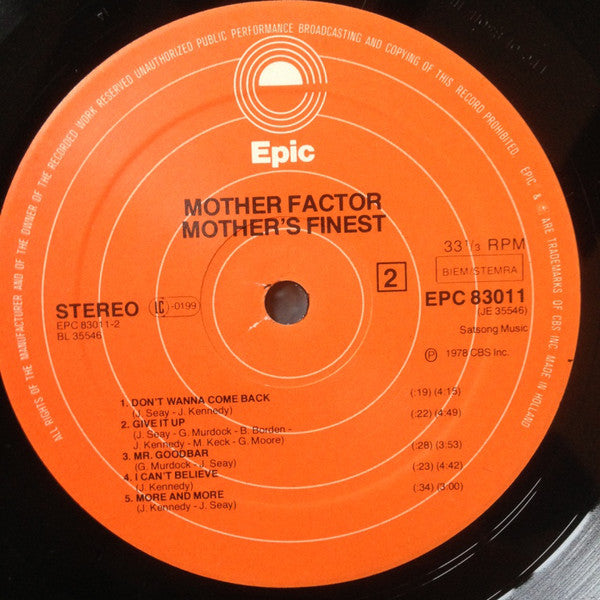 ALL RIGHTS OF THE MANUFACTURER AND OF THE OWNER OF THE RECORDED WORK RESERVED UNAUTHORIZED PUBLIC PERFORMANCE BROADCASTING AND COPYING OF THIS RECORD PROHIBITED. EPIC & ARE TRADEMARKS OF CBS INC. MADE IN HOLLAND
Epic
MOTHER FACTOR
MOTHER'S FINEST
33 1/3 RPM
BIEM/STEMRA
2
STEREO LC-0199
EPC 83011
EPC 83011-2
(JE 35546)
BL 35546
Satsong Music
℗ 1978 CBS Inc.
1. DON'T WANNA COME BACK (:19) (4:15)
(J. Seay - J. Kennedy)
2. GIVE IT UP (:22) (4:49)
(J. Seay - G. Murdock - B. Borden -
J. Kennedy - M. Keck - G. Moore)
3. MR. GOODBAR (:28) (3:53)
(G. Murdock - J. Seay)
4. I CAN'T BELIEVE (:23) (4:42)
(J. Kennedy)
5. MORE AND MORE (:34) (3:00)
(J. Kennedy - J. Seay)